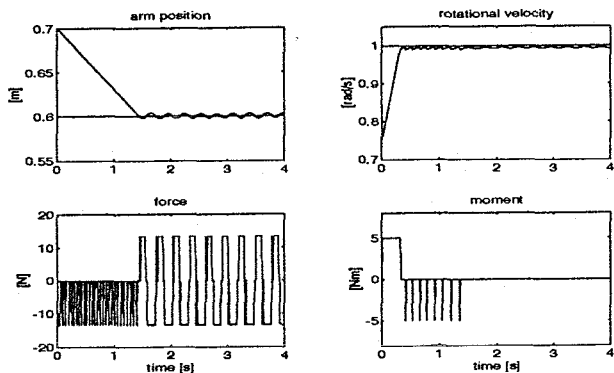 arm position
0.7
0.65
0.6
0.55
[m]
0 1 2 3 4
rotational velocity
1
0.9
0.8
0.7
[rad/s]
0 1 2 3 4
force
20
10
0
-10
-20
[N]
0 1 2 3 4
time [s]
moment
5
0
-5
[Nm]
0 1 2 3 4
time [s]